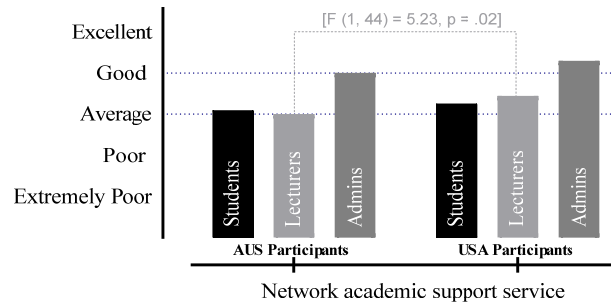 [F (1, 44) = 5.23, p = .02]
Excellent
Good
Average
Poor
Extremely Poor
Students
Lecturers
Admins
Students
Lecturers
Admins
AUS Participants
USA Participants
Network academic support service